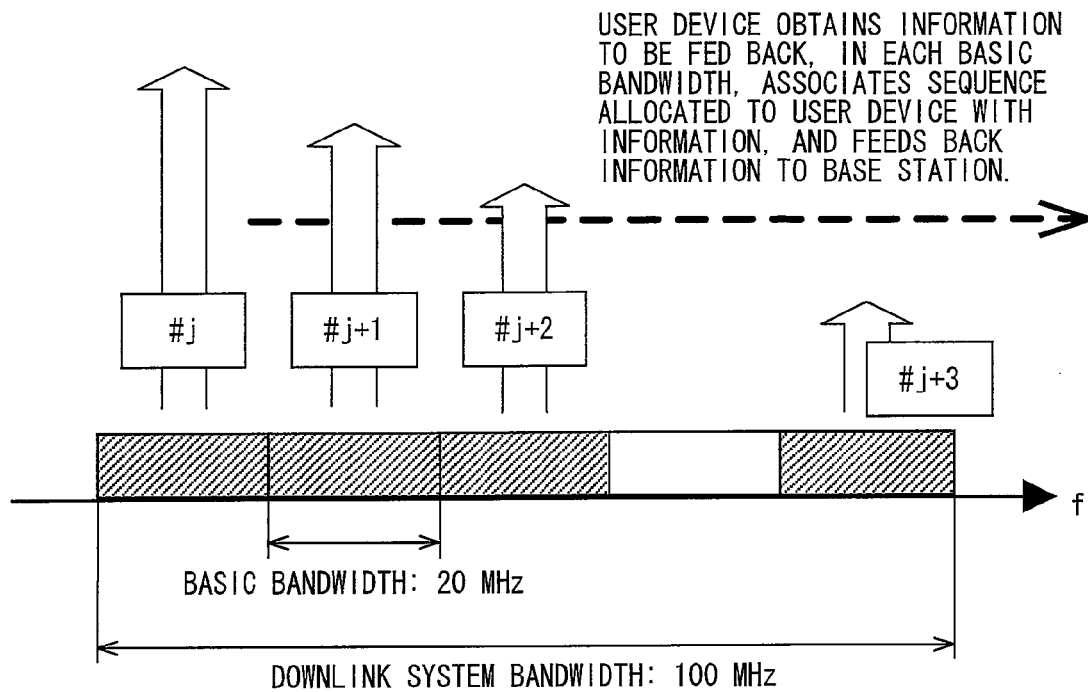 USER DEVICE OBTAINS INFORMATION
TO BE FED BACK, IN EACH BASIC
BANDWIDTH, ASSOCIATES SEQUENCE
ALLOCATED TO USER DEVICE WITH
INFORMATION, AND FEEDS BACK
INFORMATION TO BASE STATION.
#j
#j+1
#j+2
#j+3
f
BASIC BANDWIDTH: 20 MHz
DOWNLINK SYSTEM BANDWIDTH: 100 MHz